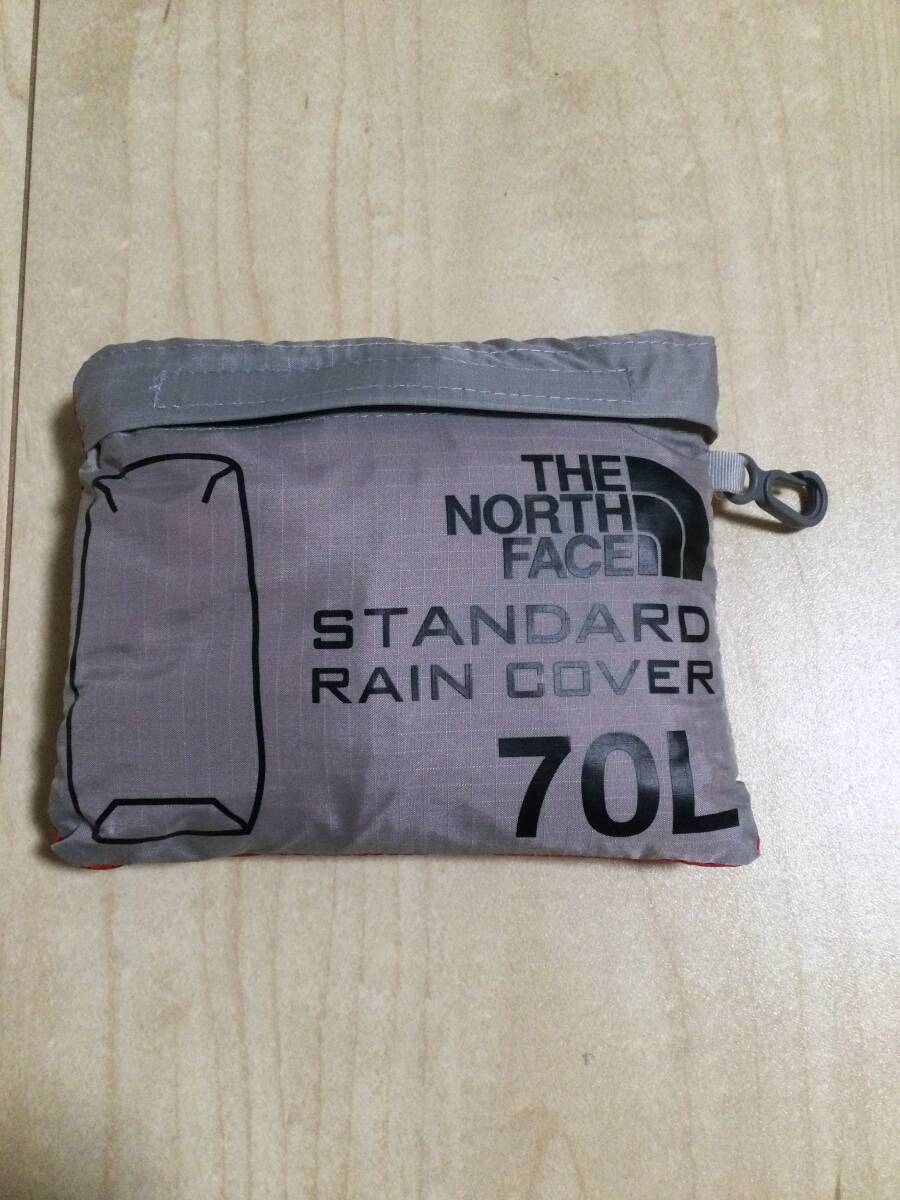 THE
NORTH
FACE
STANDARD
RAIN COVER
70L